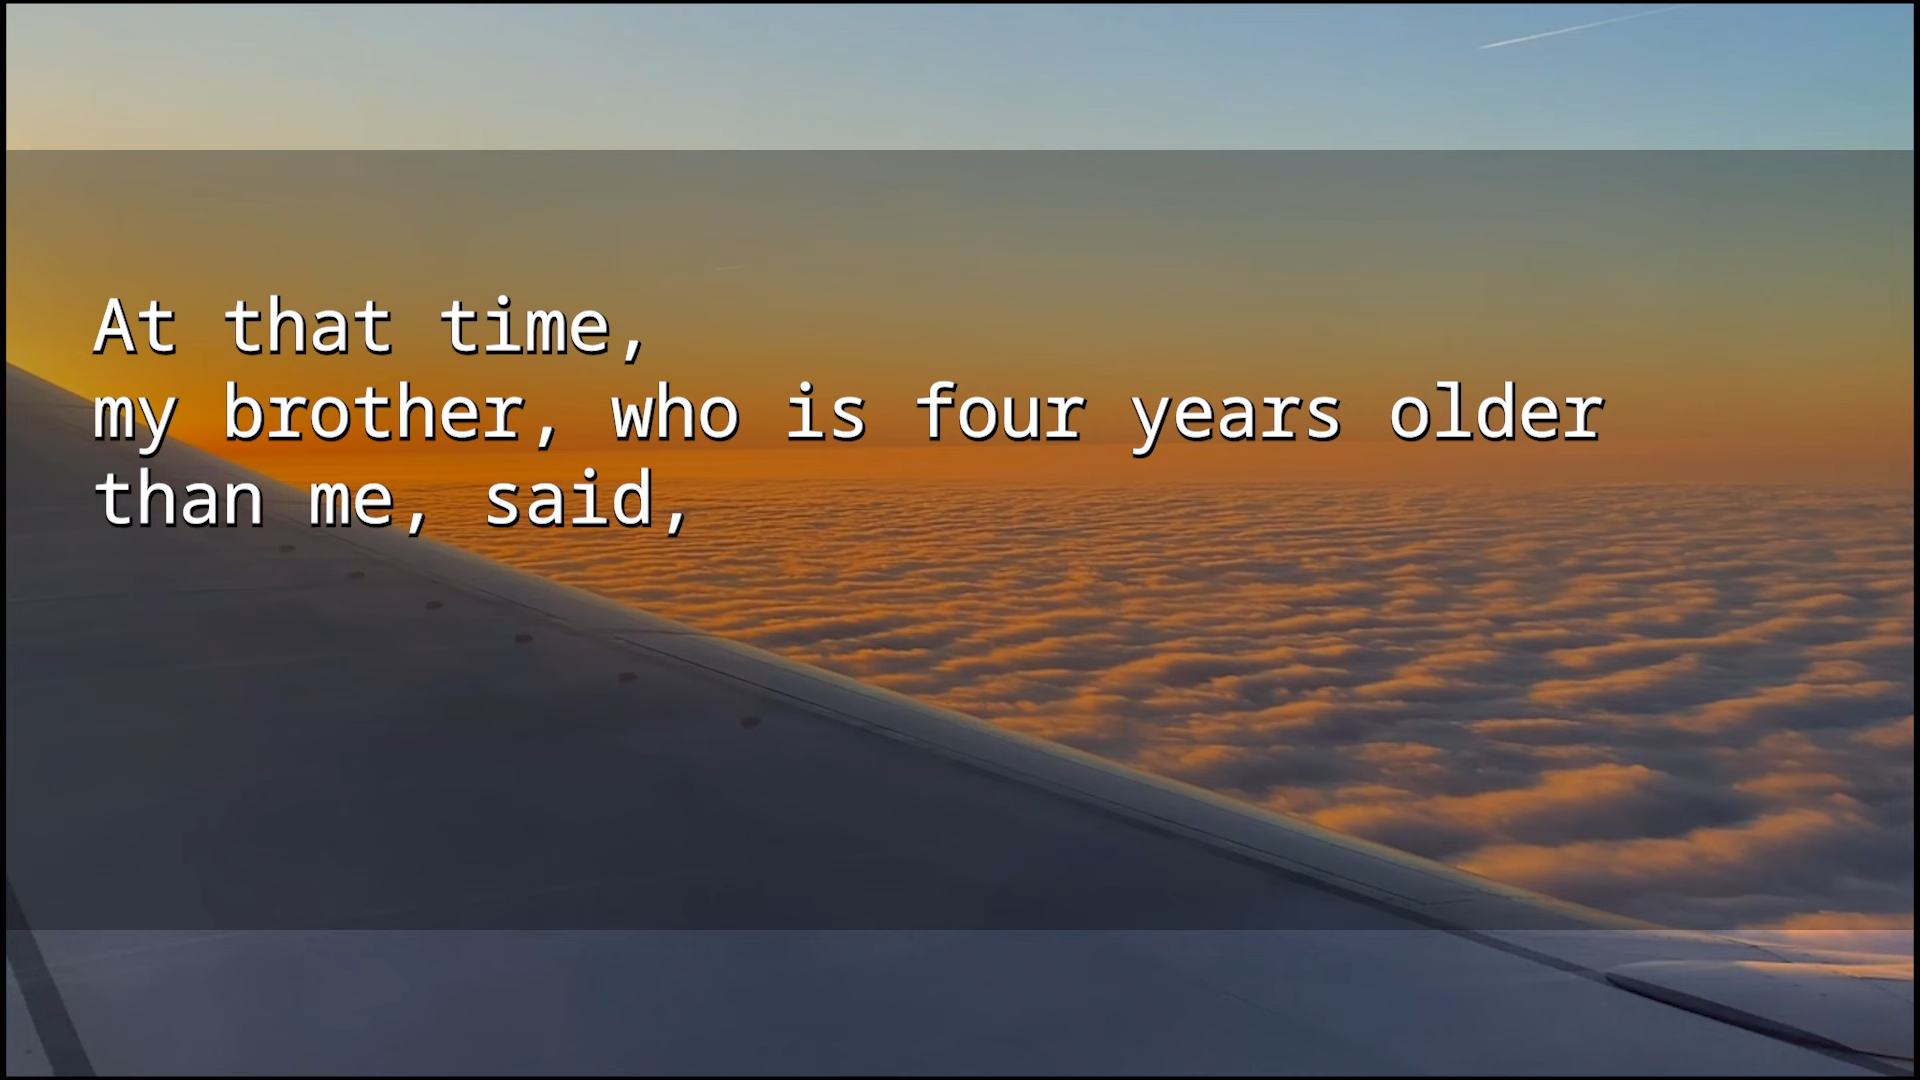 At that time,
my brother, who is four years older
than me, said,